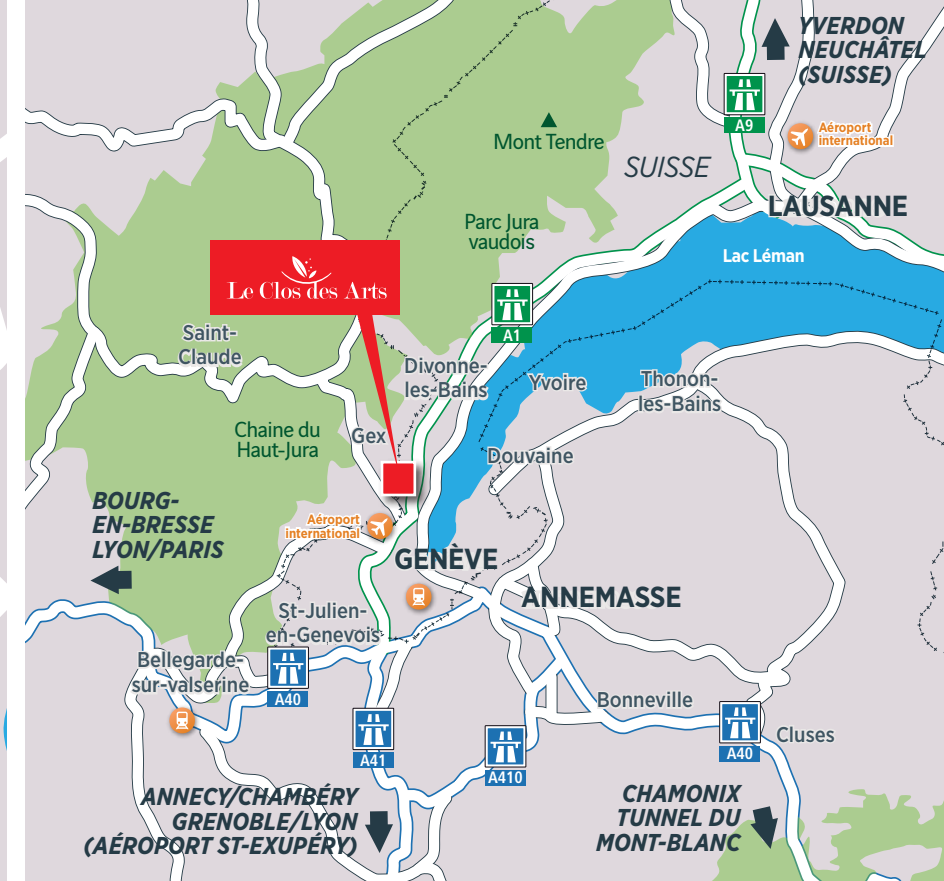 YVERDON
NEUCHÂTEL
(SUISSE)
A9
Aéroport
international
Mont Tendre
SUISSE
LAUSANNE
Parc Jura
vaudois
Lac Léman
Le Clos des Arts
A1
Saint-
Claude
Divonne-
les-Bains
Yvoire
Thonon-
les-Bains
Chaine du
Haut-Jura
Gex
Douvaine
BOURG-
EN-BRESSE
LYON/PARIS
Aéroport
international
GENÈVE
ANNEMASSE
St-Julien-
en-Genevois
Bellegarde-
sur-valserine
A40
Bonneville
A41
A410
A40
Cluses
ANNECY/CHAMBÉRY
GRENOBLE/LYON
(AÉROPORT ST-EXUPÉRY)
CHAMONIX
TUNNEL DU
MONT-BLANC